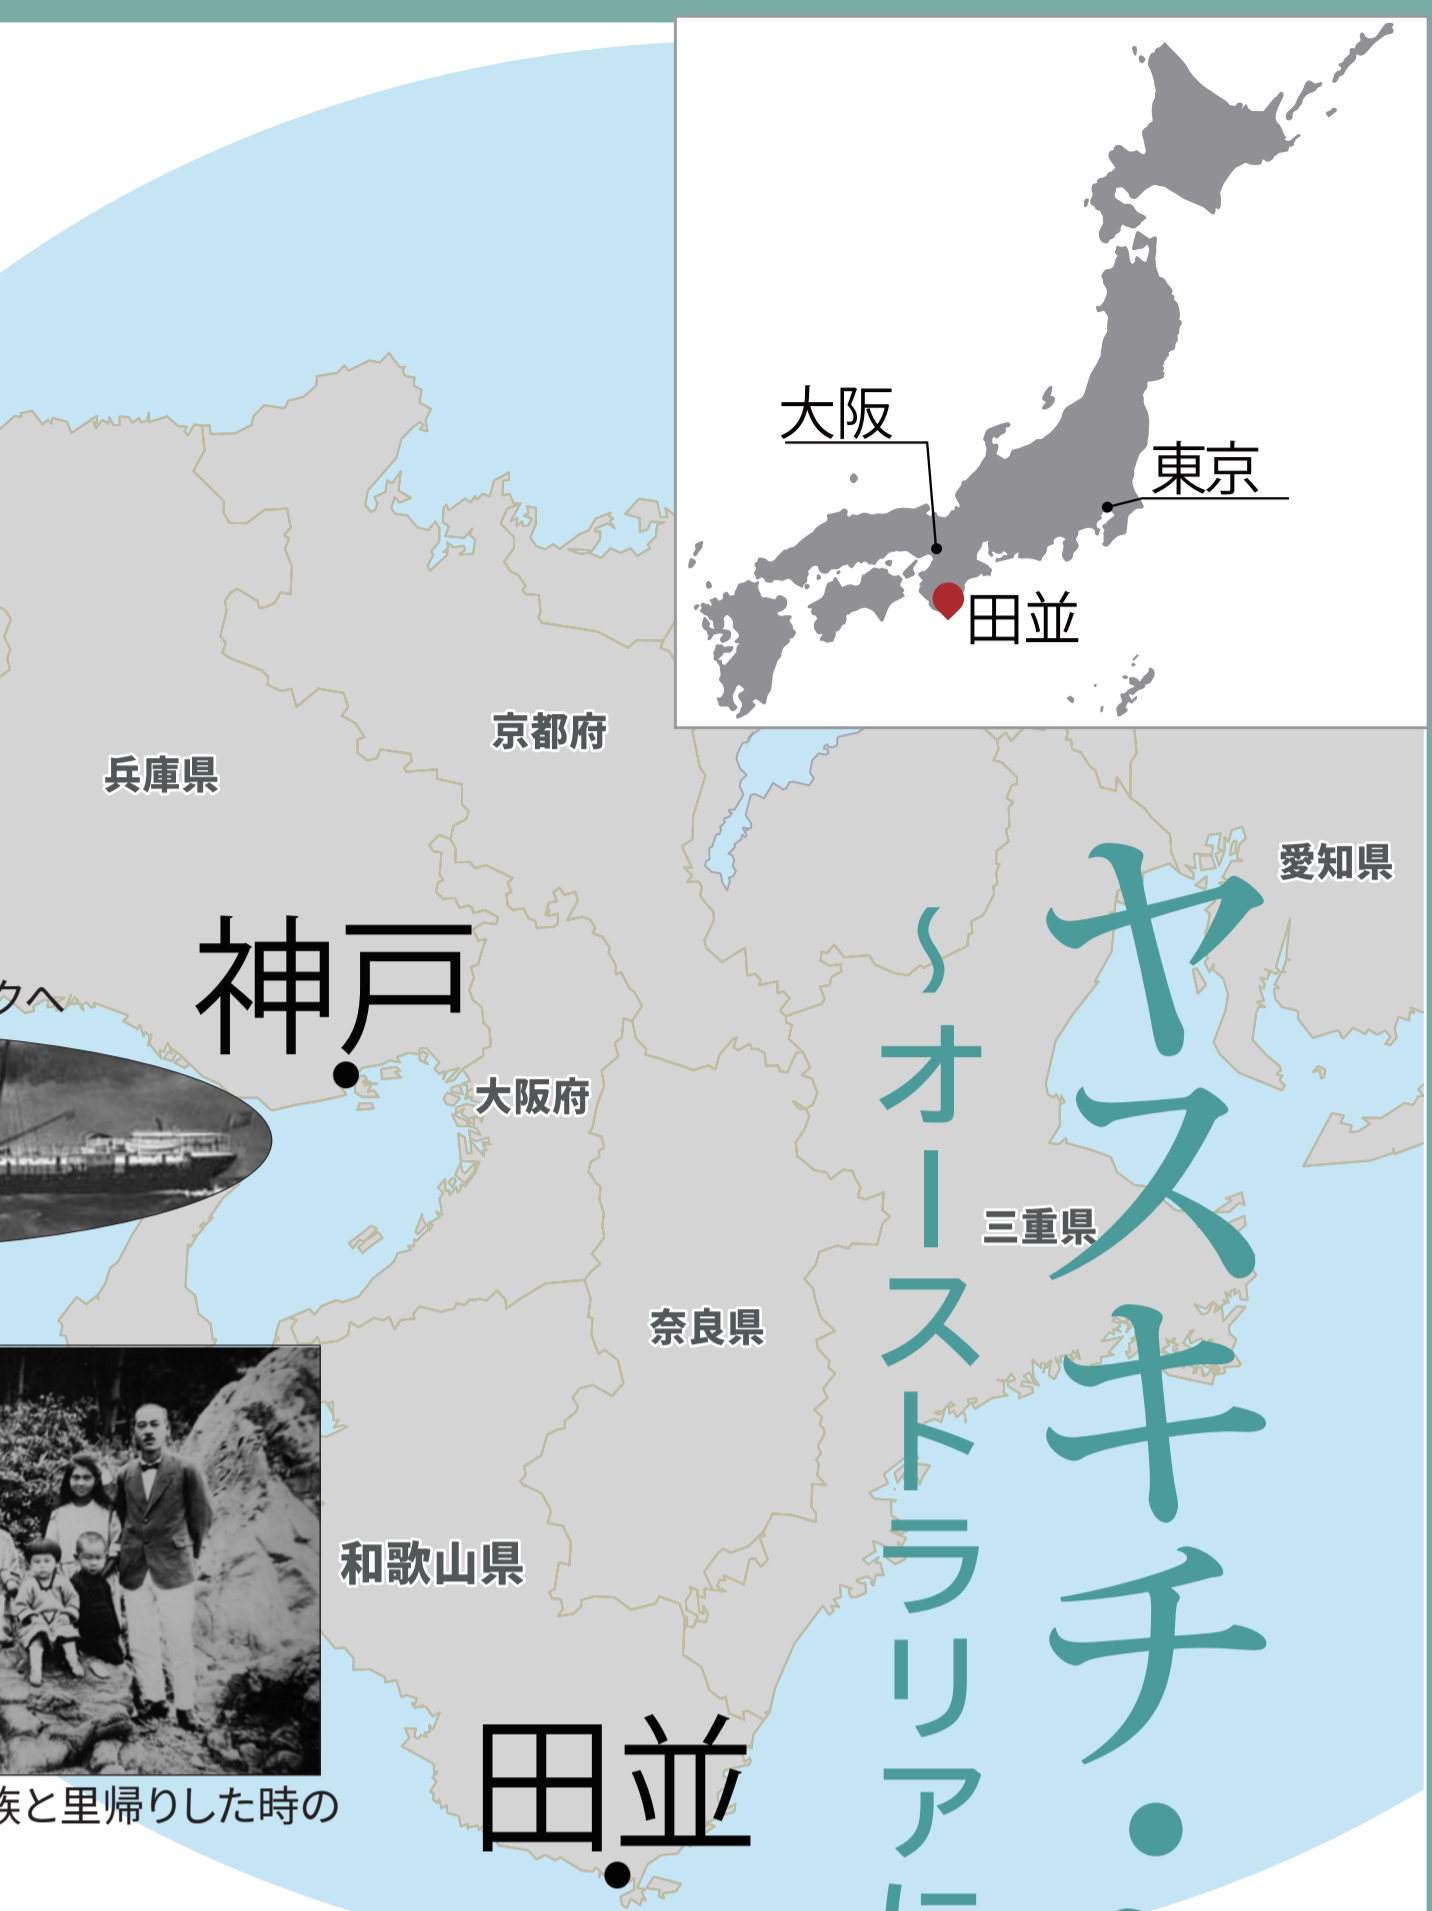 大阪
東京
田並
京都府
兵庫県
愛知県
神戸
クへ
大阪府
三重県
奈良県
和歌山県
田並
族と里帰りした時の
ヤスキチ・
～オーストラリアに